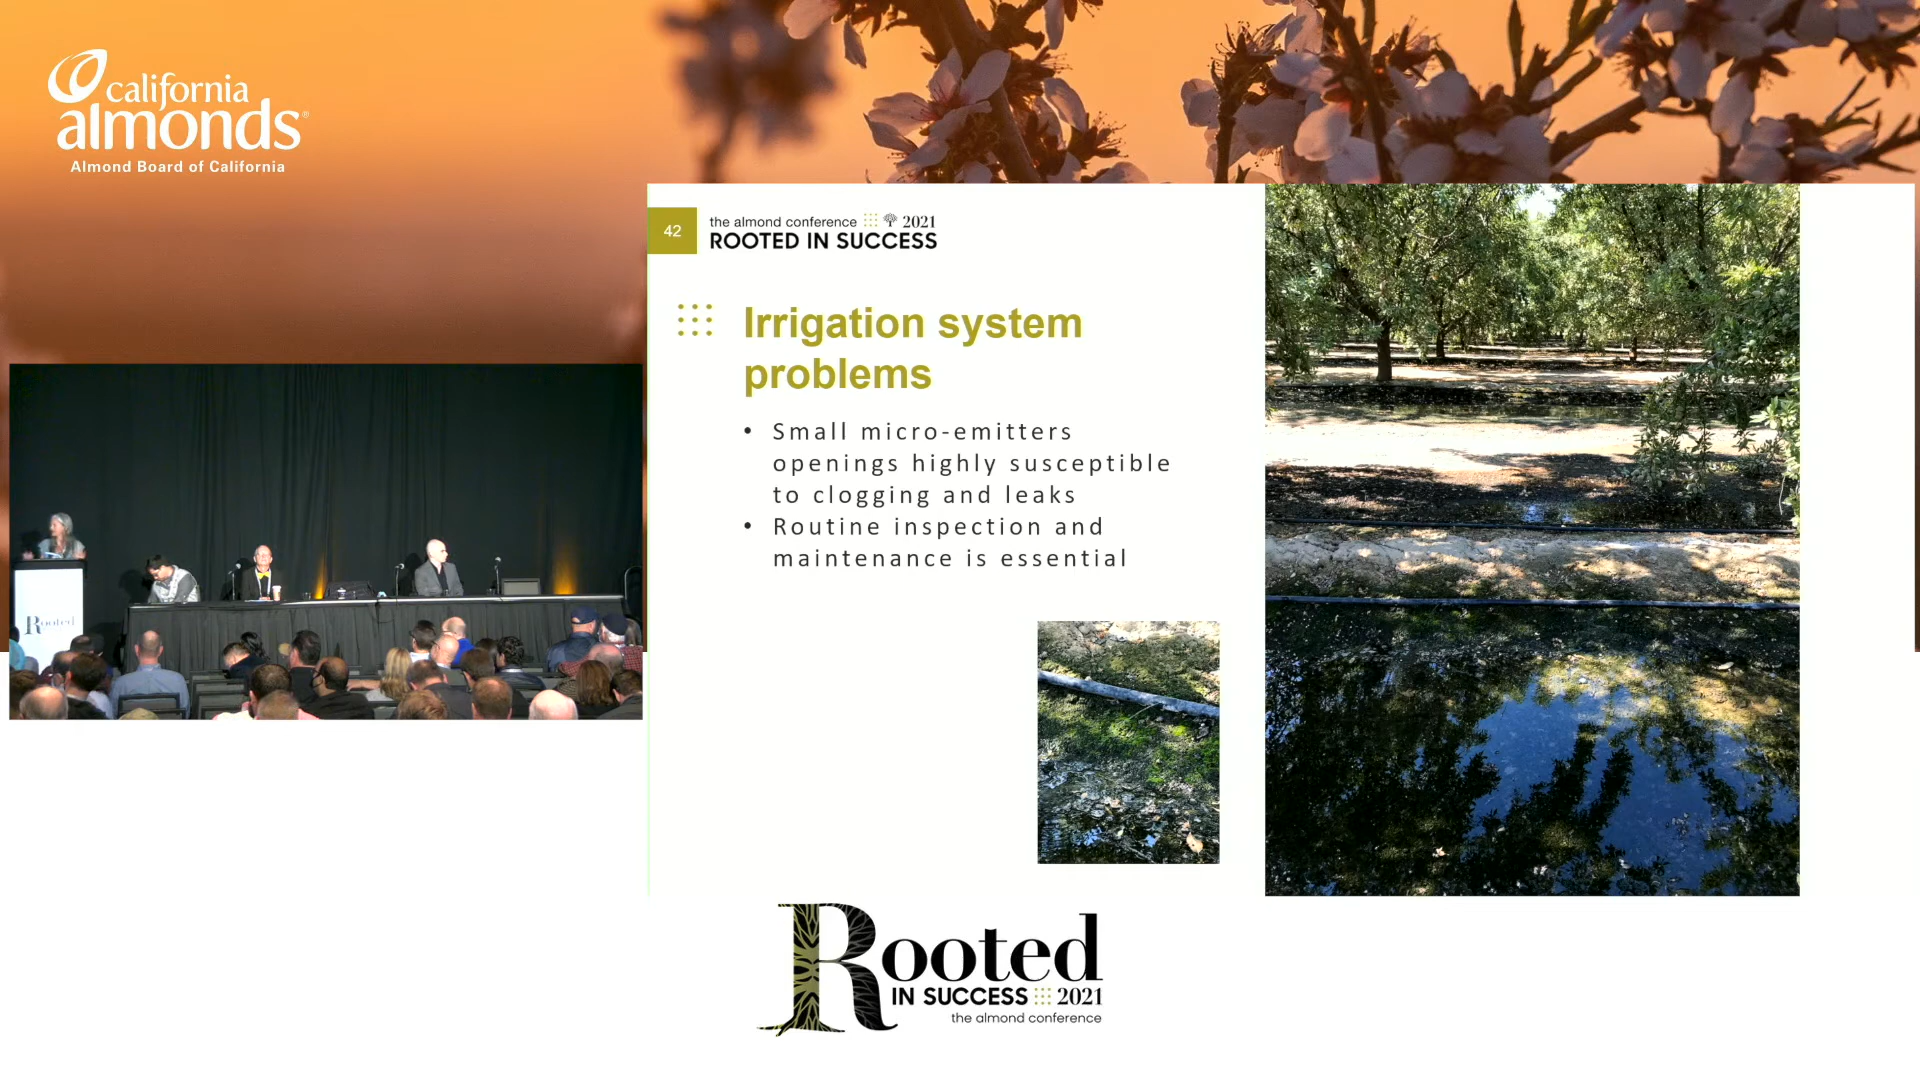 california
almonds®
Almond Board of California
42
the almond conference 2021
ROOTED IN SUCCESS
Irrigation system
problems
• Small micro-emitters
openings highly susceptible
to clogging and leaks
• Routine inspection and
maintenance is essential
Rooted
Rooted
IN SUCCESS 2021
the almond conference